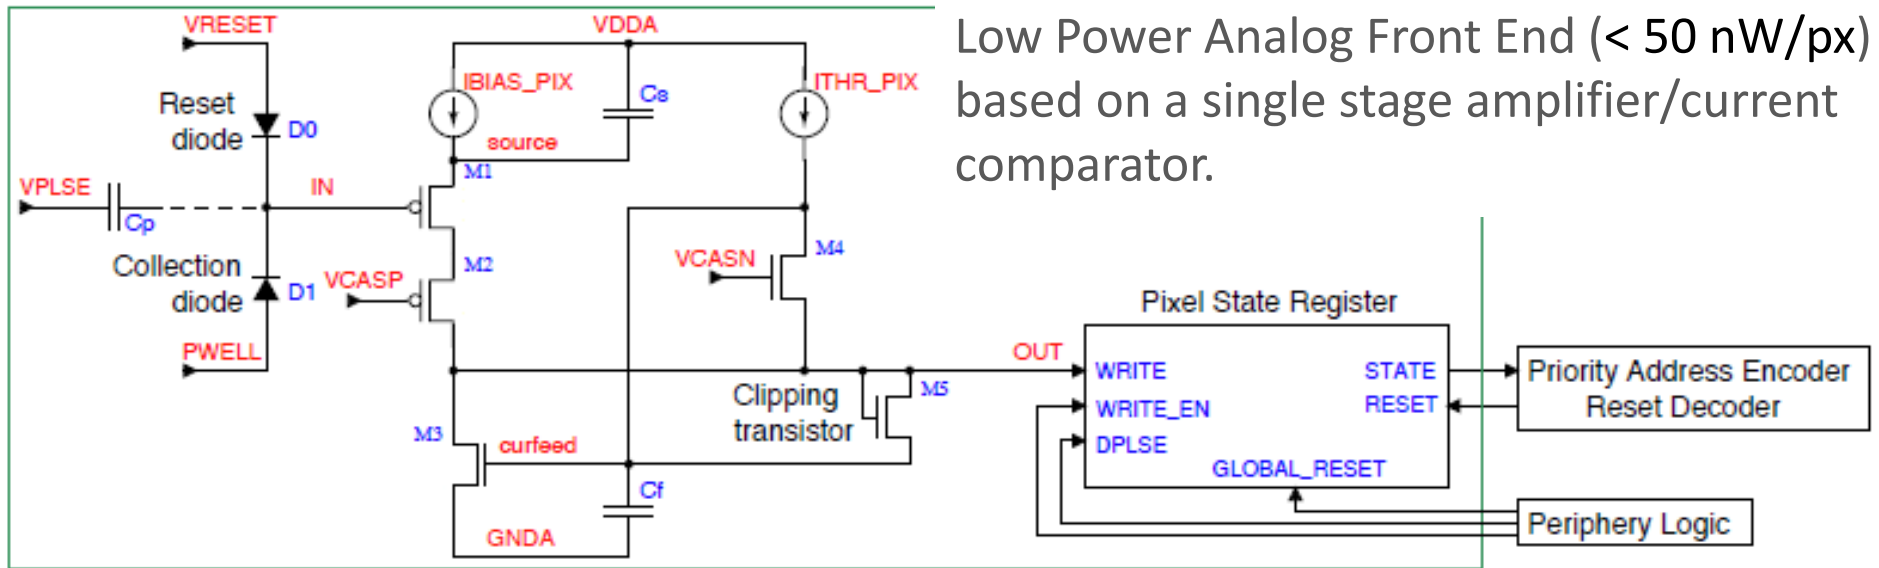 Low Power Analog Front End (< 50 nW/px)
based on a single stage amplifier/current
comparator.
VRESET
VDDA
IBIAS_PIX
Cs
ITHR_PIX
Reset
diode
D0
source
M1
VPLSE
IN
Cp
M4
VCASN
M2
Collection
diode
D1
VCASP
PWELL
Pixel State Register
OUT
WRITE
STATE
WRITE_EN
RESET
DPLSE
GLOBAL_RESET
Priority Address Encoder
Reset Decoder
Clipping
transistor
M5
M3
curfeed
Cf
GNDA
Periphery Logic